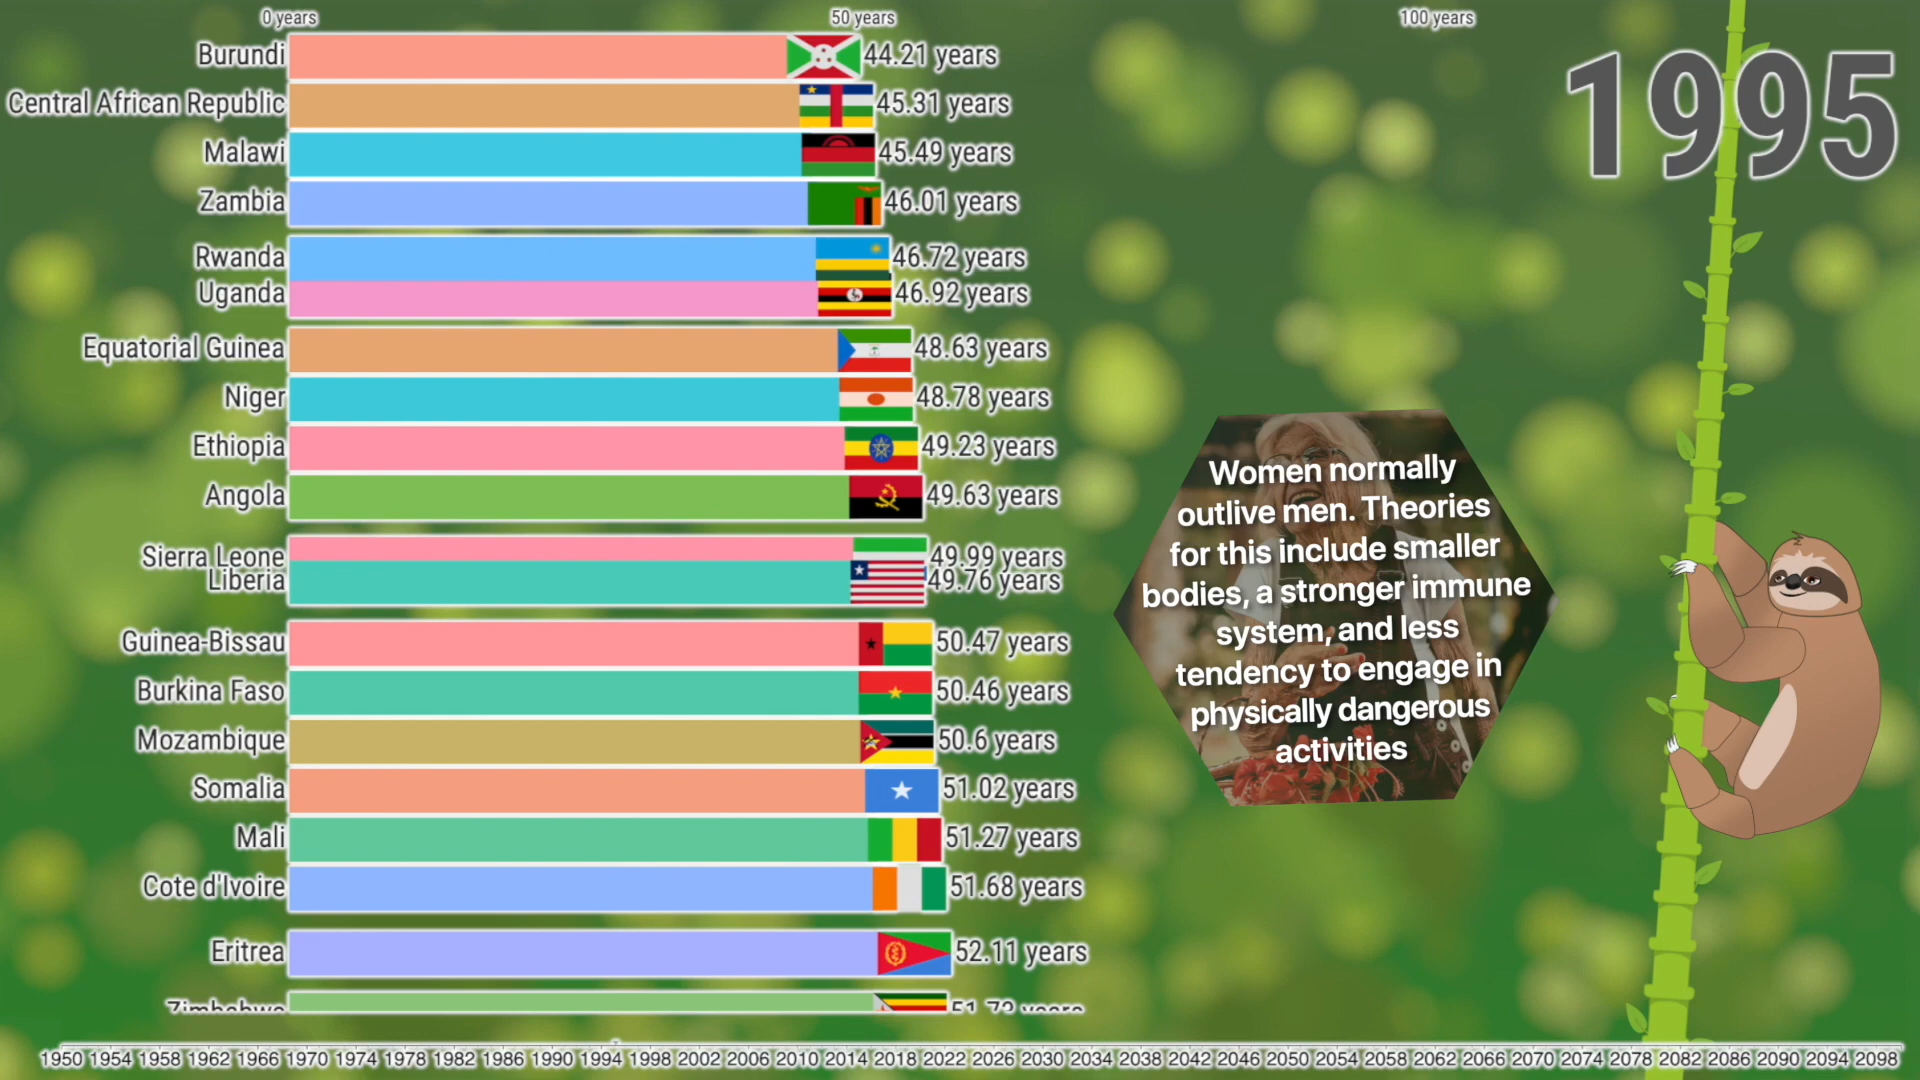 0 years 50 years 100 years
1995
Burundi 44.21 years
Central African Republic 45.31 years
Malawi 45.49 years
Zambia 46.01 years
Rwanda 46.72 years
Uganda 46.92 years
Equatorial Guinea 48.63 years
Niger 48.78 years
Ethiopia 49.23 years
Angola 49.63 years
Sierra Leone 49.99 years
Liberia 49.76 years
Guinea-Bissau 50.47 years
Burkina Faso 50.46 years
Mozambique 50.6 years
Somalia 51.02 years
Mali 51.27 years
Cote d'Ivoire 51.68 years
Eritrea 52.11 years
Zimbabwe 51.73 years
Women normally
outlive men. Theories
for this include smaller
bodies, a stronger immune
system, and less
tendency to engage in
physically dangerous
activities
1950 1954 1958 1962 1966 1970 1974 1978 1982 1986 1990 1994 1998 2002 2006 2010 2014 2018 2022 2026 2030 2034 2038 2042 2046 2050 2054 2058 2062 2066 2070 2074 2078 2082 2086 2090 2094 2098